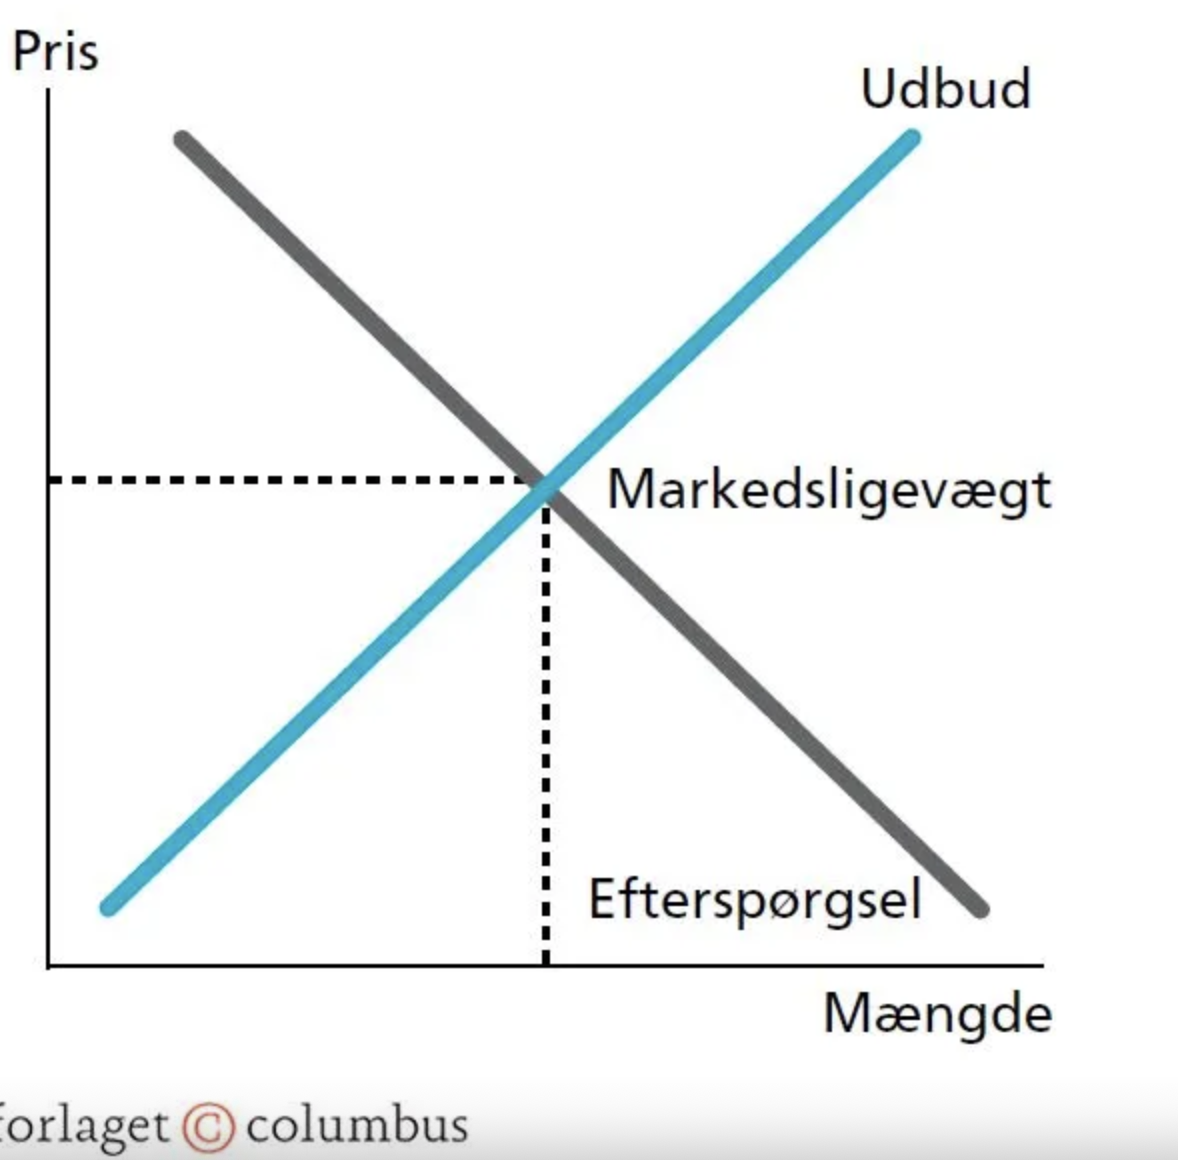 Pris
Udbud
Markedsligevægt
Efterspørgsel
Mængde
forlaget © columbus